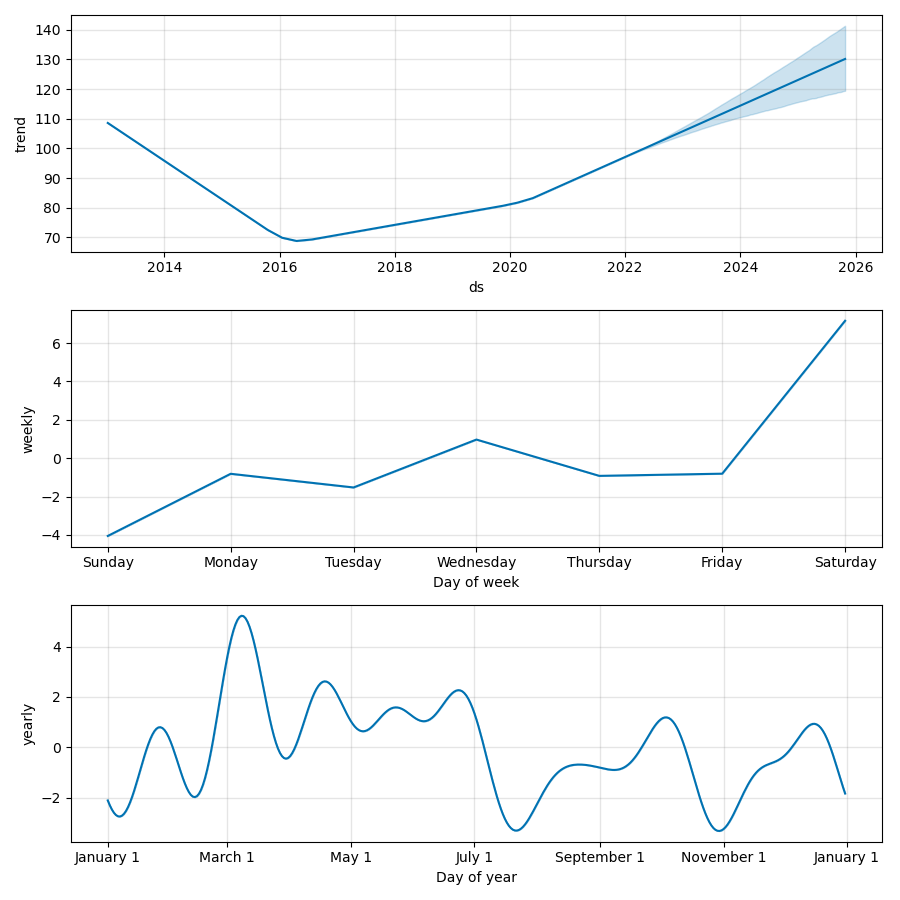 140
130
120
110
100
90
80
70
trend
2014 2016 2018 2020 2022 2024 2026
ds
6
4
2
0
−2
−4
weekly
Sunday Monday Tuesday Wednesday Thursday Friday Saturday
Day of week
4
2
0
−2
yearly
January 1 March 1 May 1 July 1 September 1 November 1 January 1
Day of year